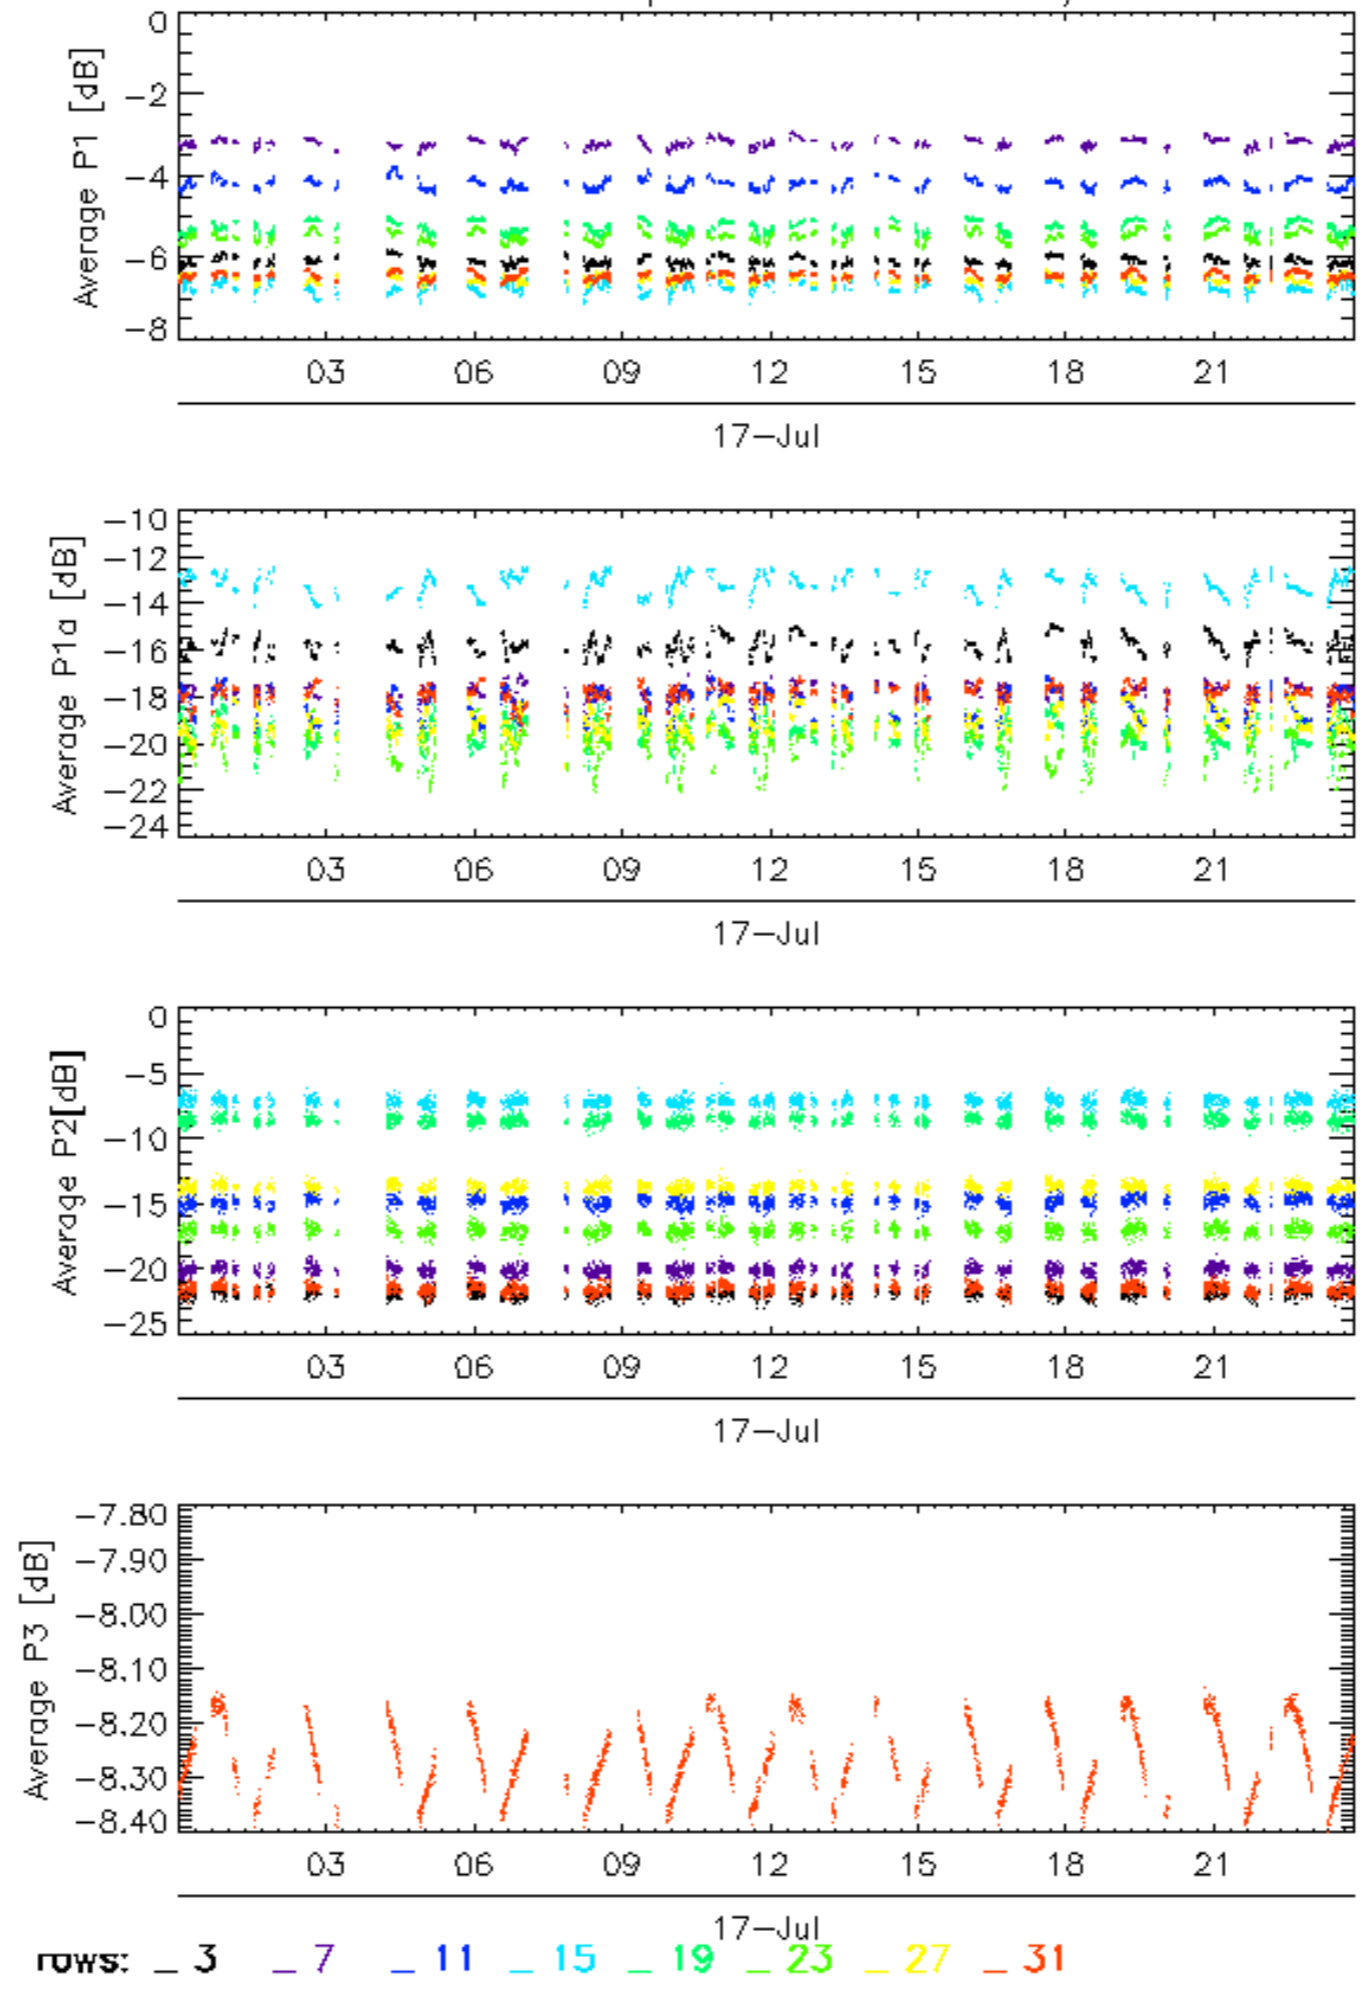 Average P1 [dB]
0
−2
−4
−6
−8
03 06 09 12 15 18 21
17−Jul
Average P1a [dB]
−10
−12
−14
−16
−18
−20
−22
−24
03 06 09 12 15 18 21
17−Jul
Average P2[dB]
0
−5
−10
−15
−20
−25
03 06 09 12 15 18 21
17−Jul
Average P3 [dB]
−7.80
−7.90
−8.00
−8.10
−8.20
−8.30
−8.40
03 06 09 12 15 18 21
17−Jul
rows: _ 3 _ 7 _ 11 _ 15 _ 19 _ 23 _ 27 _ 31